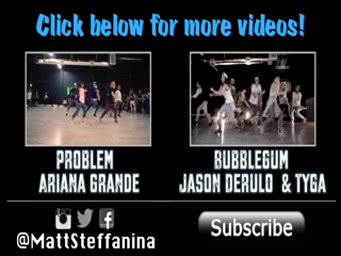 Click below for more videos!
PROBLEM
ARIANA GRANDE
BUBBLEGUM
JASON DERULO & TYGA
@MattSteffanina
Subscribe